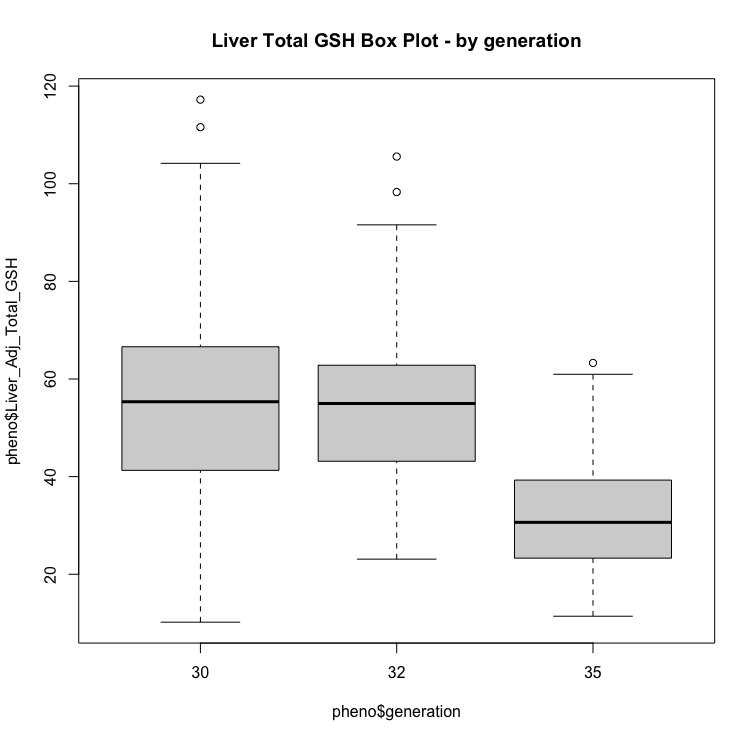 Liver Total GSH Box Plot - by generation
pheno$Liver_Adj_Total_GSH
120
100
80
60
40
20
30 32 35
pheno$generation